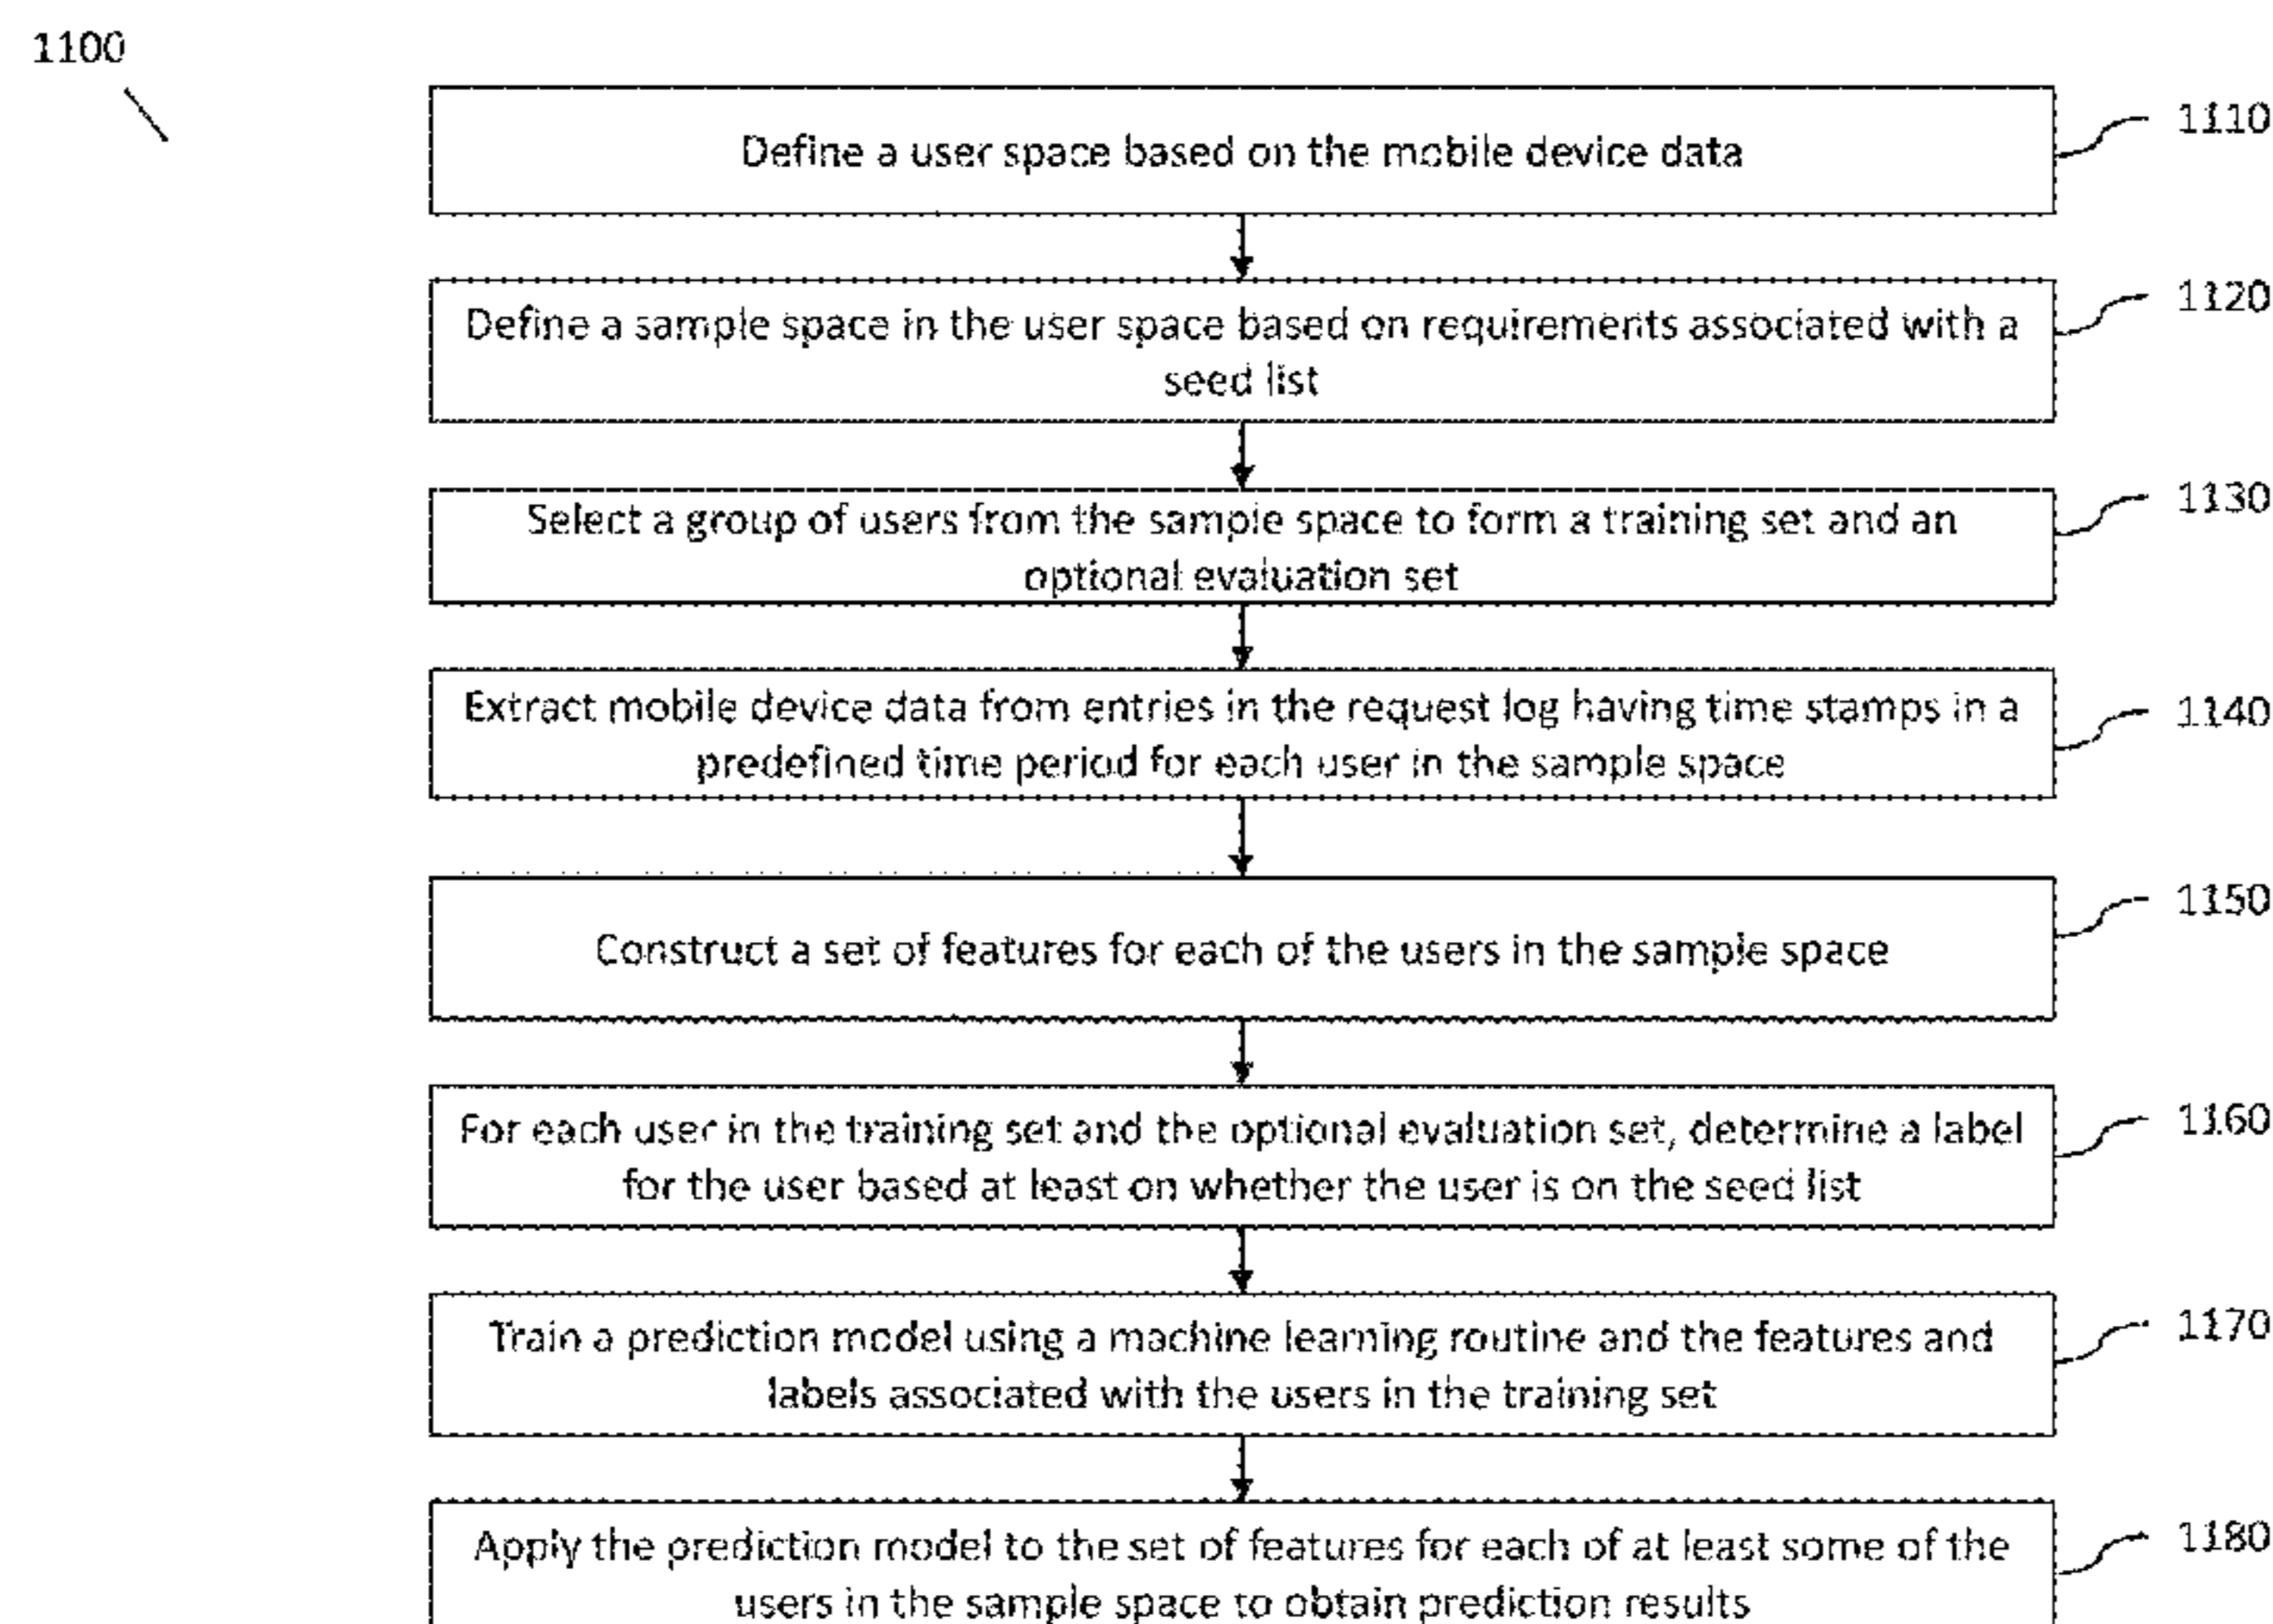 1100
Define a user space based on the mobile device data
1110
Define a sample space in the user space based on requirements associated with a
seed list
1120
Select a group of users from the sample space to form a training set and an
optional evaluation set
1130
Extract mobile device data from entries in the request log having time stamps in a
predefined time period for each user in the sample space
1140
Construct a set of features for each of the users in the sample space
1150
For each user in the training set and the optional evaluation set, determine a label
for the user based at least on whether the user is on the seed list
1160
Train a prediction model using a machine learning routine and the features and
labels associated with the users in the training set
1170
Apply the prediction model to the set of features for each of at least some of the
users in the sample space to obtain prediction results
1180